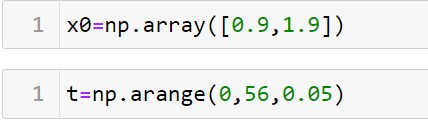 1 x0=np.array([0.9,1.9])
1 t=np.arange(0,56,0.05)